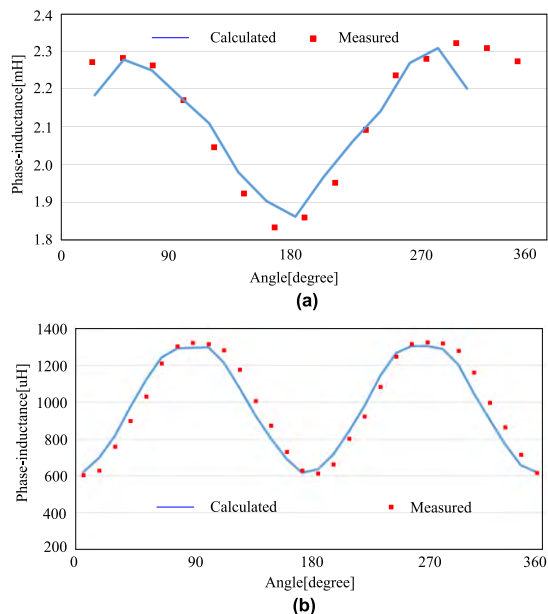 2.4
2.3
2.2
2.1
2.0
1.9
1.8
Phase-inductance[mH]
Calculated Measured
0 90 180 270 360
Angle[degree]
(a)
1400
1200
1000
800
600
400
200
Phase-inductance[uH]
Calculated Measured
0 90 180 270 360
Angle[degree]
(b)